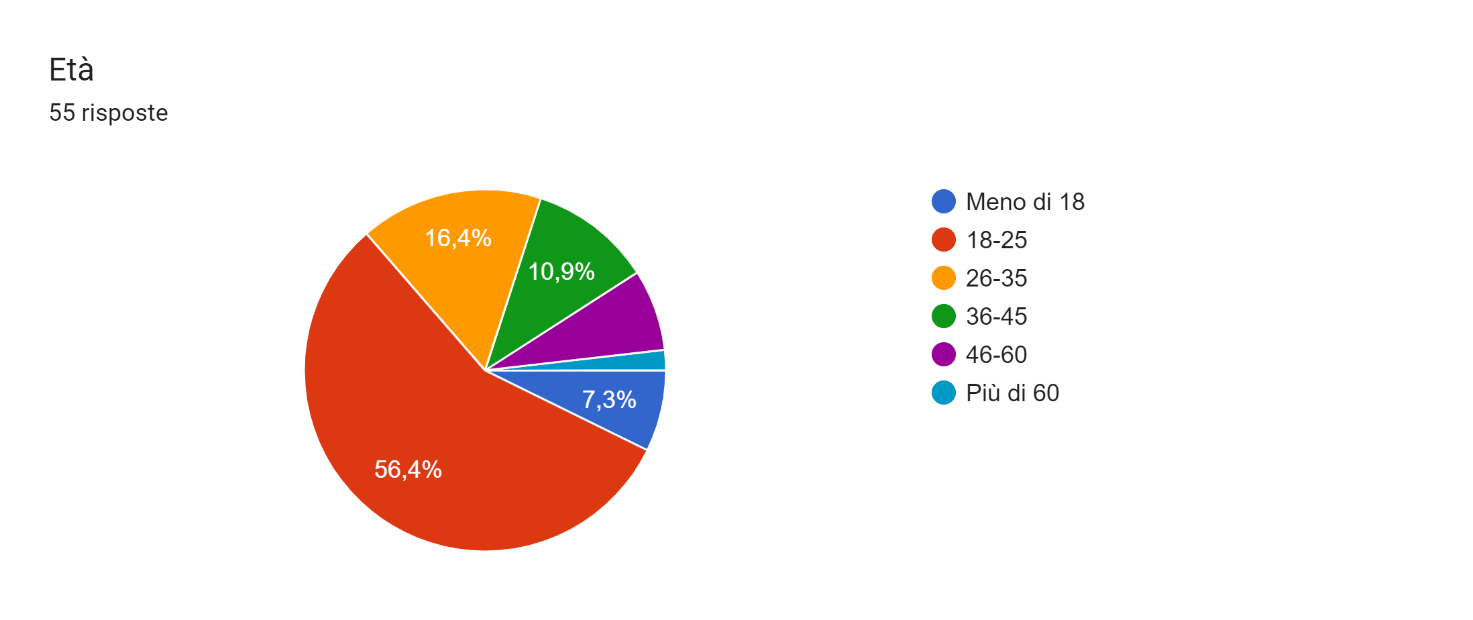 Età
55 risposte
16,4%
10,9%
7,3%
56,4%
Meno di 18
18-25
26-35
36-45
46-60
Più di 60